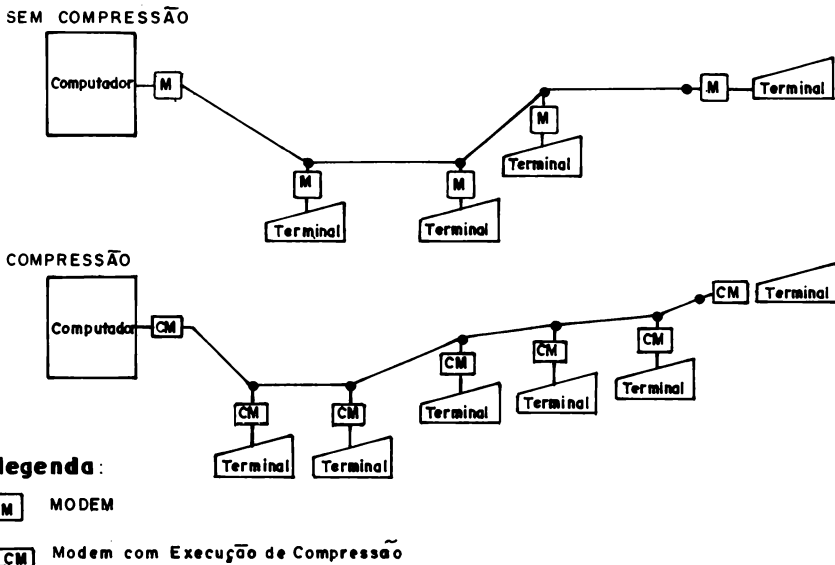 SEM COMPRESSÃO
Computador M
M Terminal
M
Terminal
M M
Terminal Terminal
COMPRESSÃO
Computador CM
CM Terminal
CM CM CM
Terminal Terminal Terminal
CM CM
Terminal Terminal
legenda:
M MODEM
CM Modem com Execução de Compressão